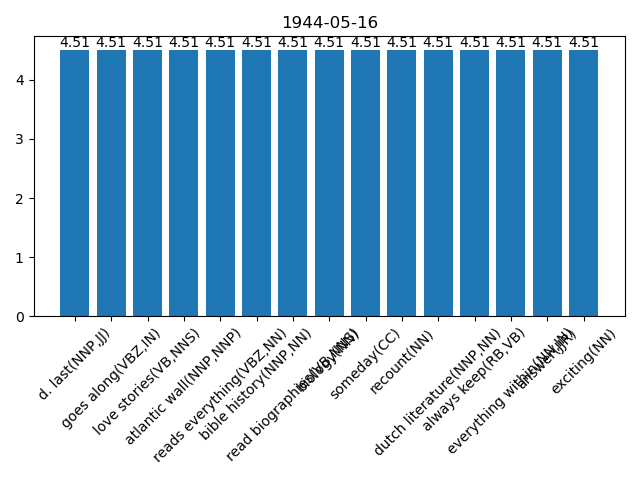 1944-05-16
4.51 4.51 4.51 4.51 4.51 4.51 4.51 4.51 4.51 4.51 4.51 4.51 4.51 4.51 4.51
4
3
2
1
0
d. last(NNP,JJ)
goes along(VBZ,IN)
love stories(VB,NNS)
atlantic wall(NNP,NNP)
reads everything(VBZ,NN)
bible history(NNP,NN)
read biographies(VB,NNS)
someday(CC)
recount(NN)
dutch literature(NNP,NN)
always keep(RB,VB)
everything within(NN,IN)
exciting(NN)